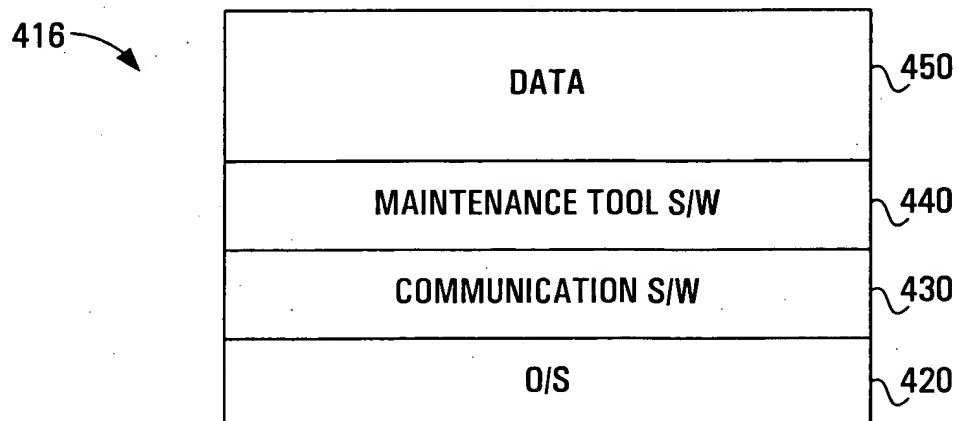 416
DATA
450
MAINTENANCE TOOL S/W
440
COMMUNICATION S/W
430
O/S
420